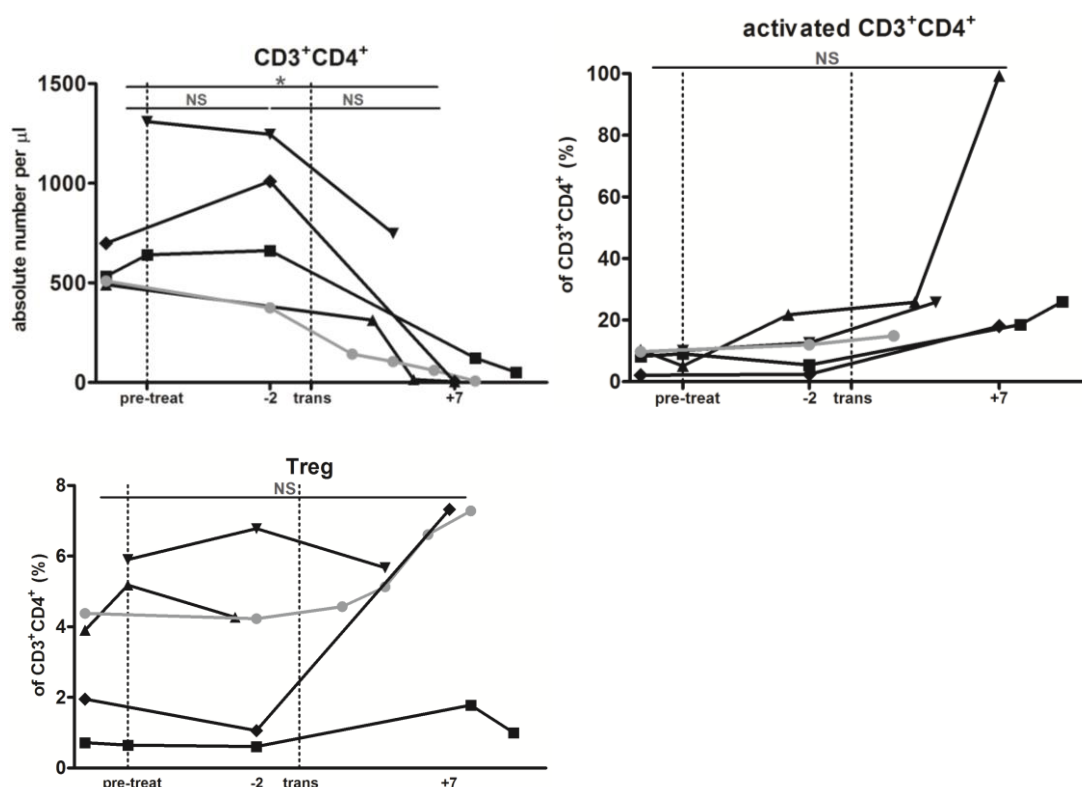 CD3⁺CD4⁺
*
NS NS
absolute number per μl
1500
1000
500
0
pre-treat -2 trans +7
activated CD3⁺CD4⁺
NS
of CD3⁺CD4⁺ (%)
100
80
60
40
20
0
pre-treat -2 trans +7
Treg
NS
of CD3⁺CD4⁺ (%)
8
6
4
2
0
pre-treat -2 trans +7